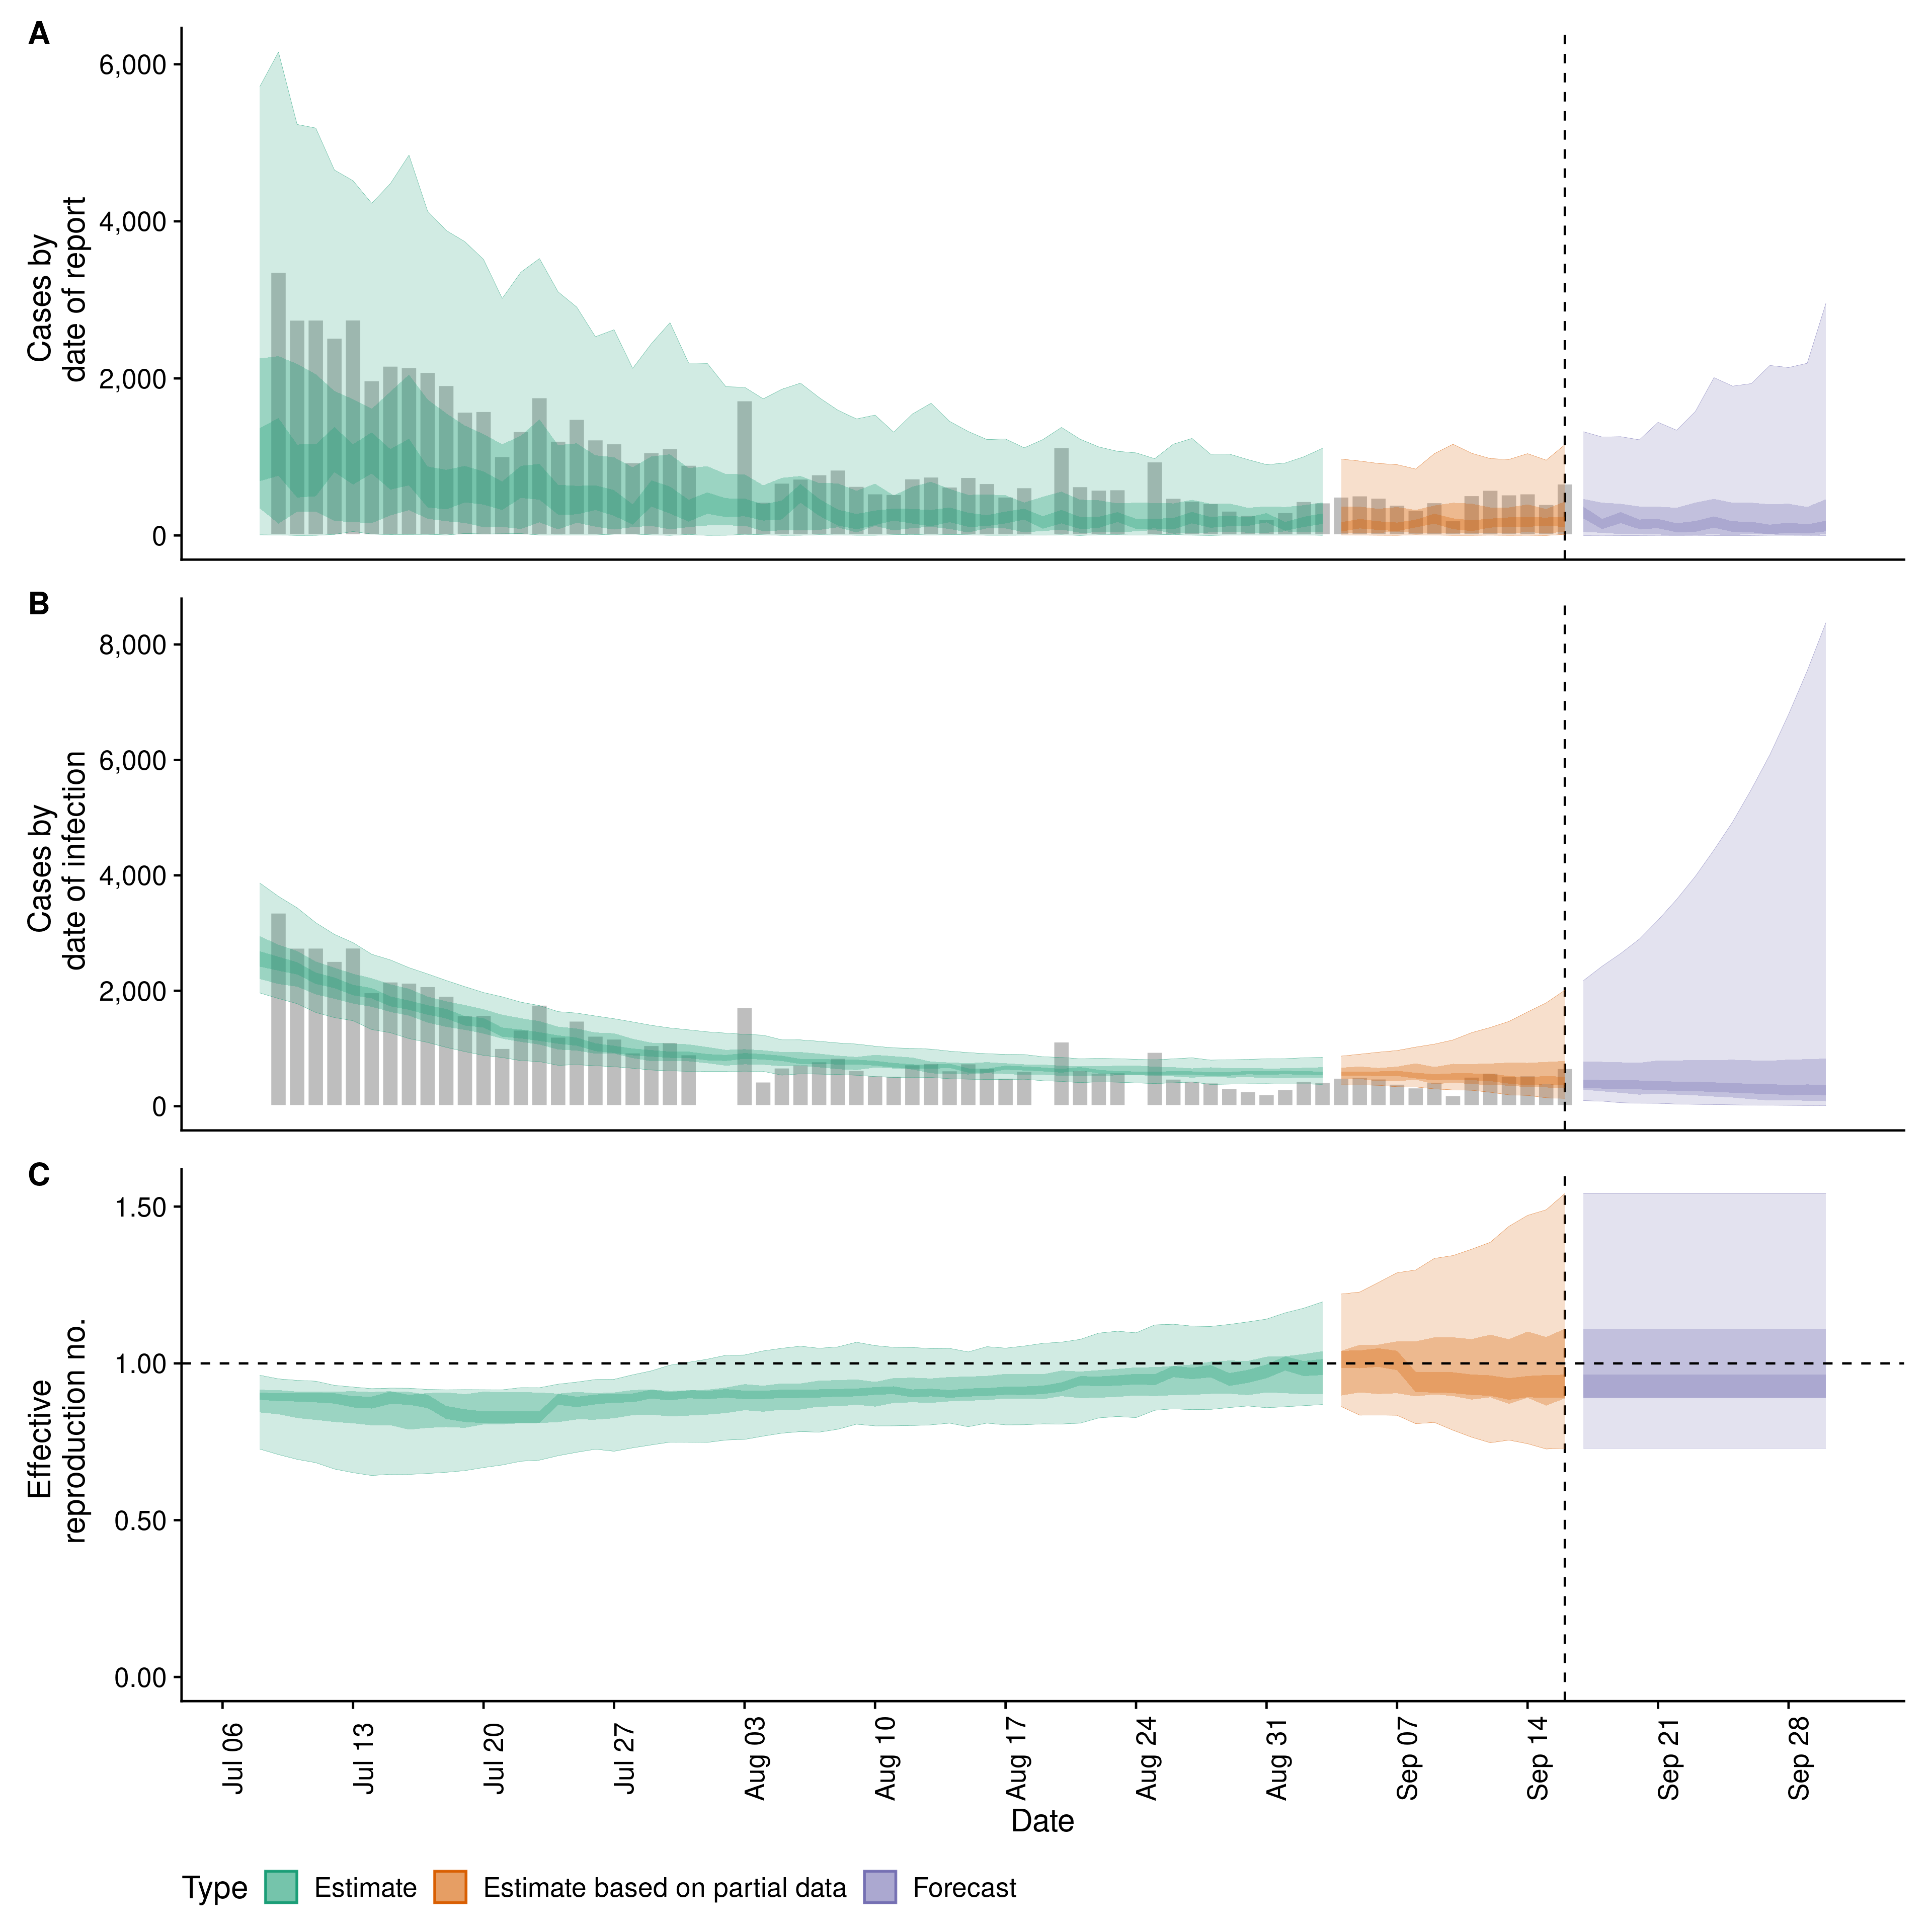 A
Cases by
date of report
6,000
4,000
2,000
0
B
Cases by
date of infection
8,000
6,000
4,000
2,000
0
C
Effective
reproduction no.
1.50
1.00
0.50
0.00
Jul 06
Jul 13
Jul 20
Jul 27
Aug 03
Aug 10
Aug 17
Aug 24
Aug 31
Sep 07
Sep 14
Sep 21
Sep 28
Date
Type Estimate Estimate based on partial data Forecast